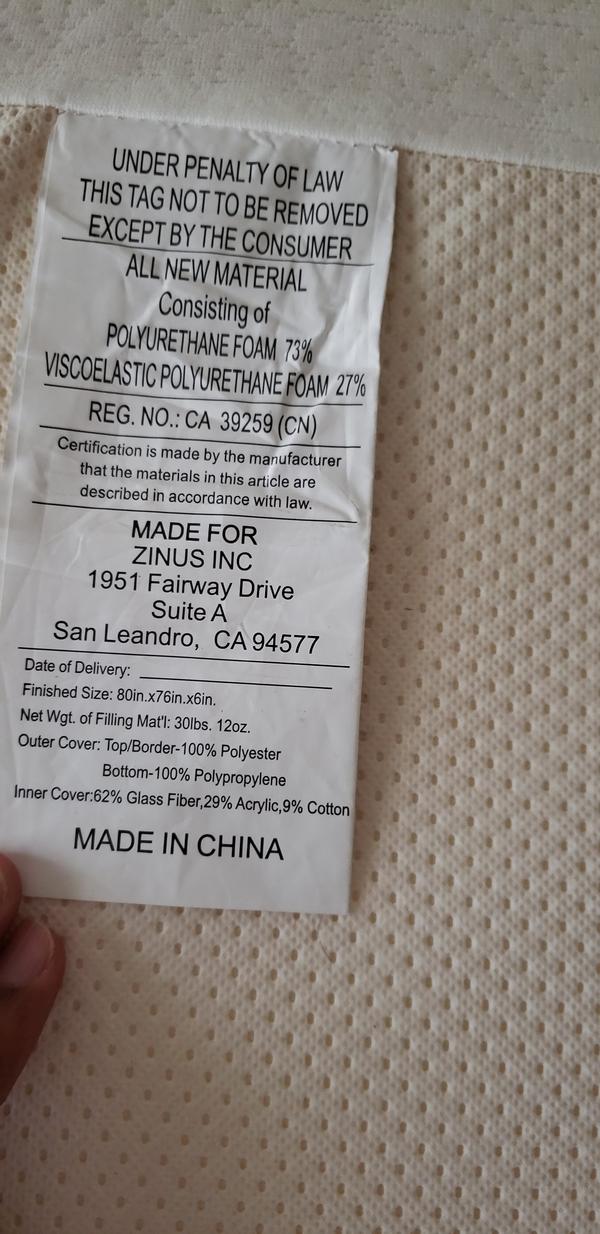 UNDER PENALTY OF LAW
THIS TAG NOT TO BE REMOVED
EXCEPT BY THE CONSUMER
ALL NEW MATERIAL
Consisting of
POLYURETHANE FOAM 73%
VISCOELASTIC POLYURETHANE FOAM 27%
REG. NO.: CA 39259 (CN)
Certification is made by the manufacturer
that the materials in this article are
described in accordance with law.
MADE FOR
ZINUS INC
1951 Fairway Drive
Suite A
San Leandro, CA 94577
Date of Delivery:
Finished Size: 80in.x76in.x6in.
Net Wgt. of Filling Mat'l: 30lbs. 12oz.
Outer Cover: Top/Border-100% Polyester
Bottom-100% Polypropylene
Inner Cover:62% Glass Fiber,29% Acrylic,9% Cotton
MADE IN CHINA